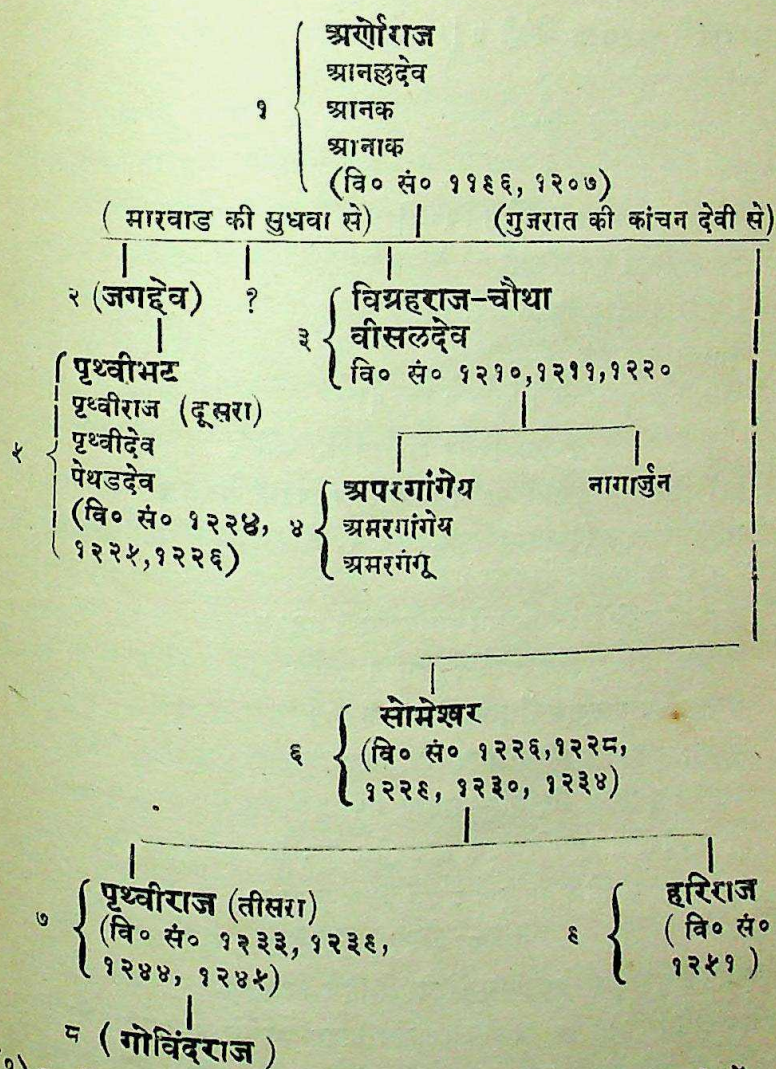 अर्णोराज
आनल्लदेव
१
आनक
आनाक
(वि० सं० ११९६, १२०७)
( मारवाड की सुधवा से) (गुजरात की कांचन देवी से)
२ (जगद्देव) ?
विग्रहराज-चौथा
३
वीसलदेव
वि० सं० १२१०,१२११,१२२०
पृथ्वीभट
पृथ्वीराज (दूसरा)
५
पृथ्वीदेव
पेथडदेव
(वि० सं० १२२४,
१२२५,१२२६)
४
अपरगांगेय
अमरगांगेय
अमरगंगू
नागार्जुन
सोमेश्वर
६
(वि० सं० १२२६,१२२८,
१२२९, १२३०, १२३४)
७
पृथ्वीराज (तीसरा)
(वि० सं० १२३३, १२३९,
१२४४, १२४५)
९
हरिराज
( वि० सं०
१२५१ )
८ ( गोविंदराज )